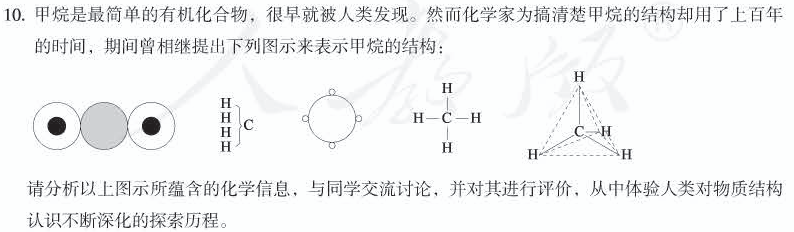 10. 甲烷是最简单的有机化合物，很早就被人类发现。然而化学家为搞清楚甲烷的结构却用了上百年
的时间，期间曾相继提出下列图示来表示甲烷的结构：
H
H
H
H
C
H
H—C—H
H
H
C—H
H H
请分析以上图示所蕴含的化学信息，与同学交流讨论，并对其进行评价，从中体验人类对物质结构
认识不断深化的探索历程。